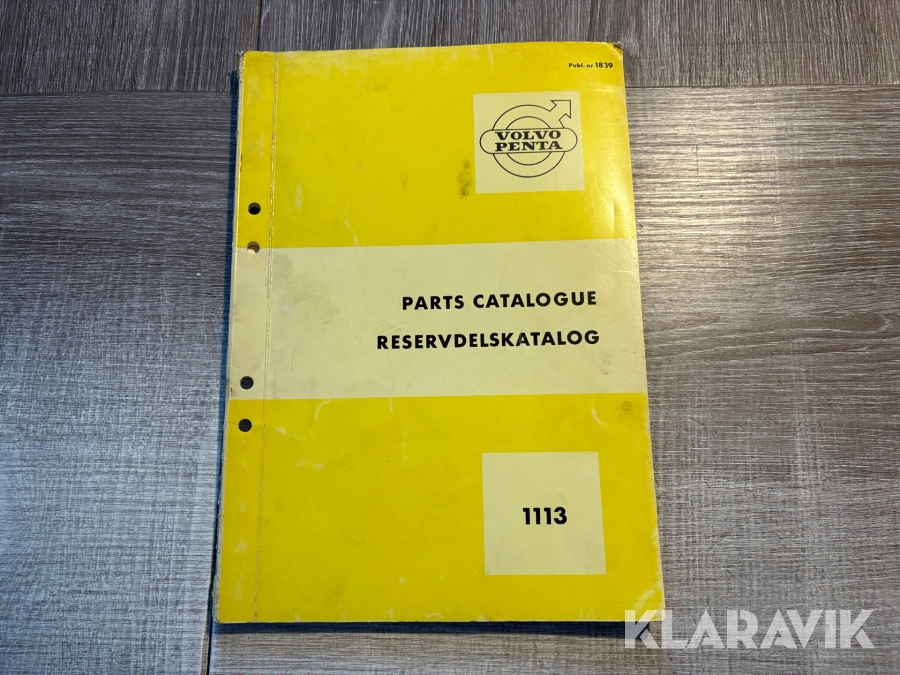 Publ. nr 1839
VOLVO
PENTA
PARTS CATALOGUE
RESERVDELSKATALOG
1113
KLARAVIK